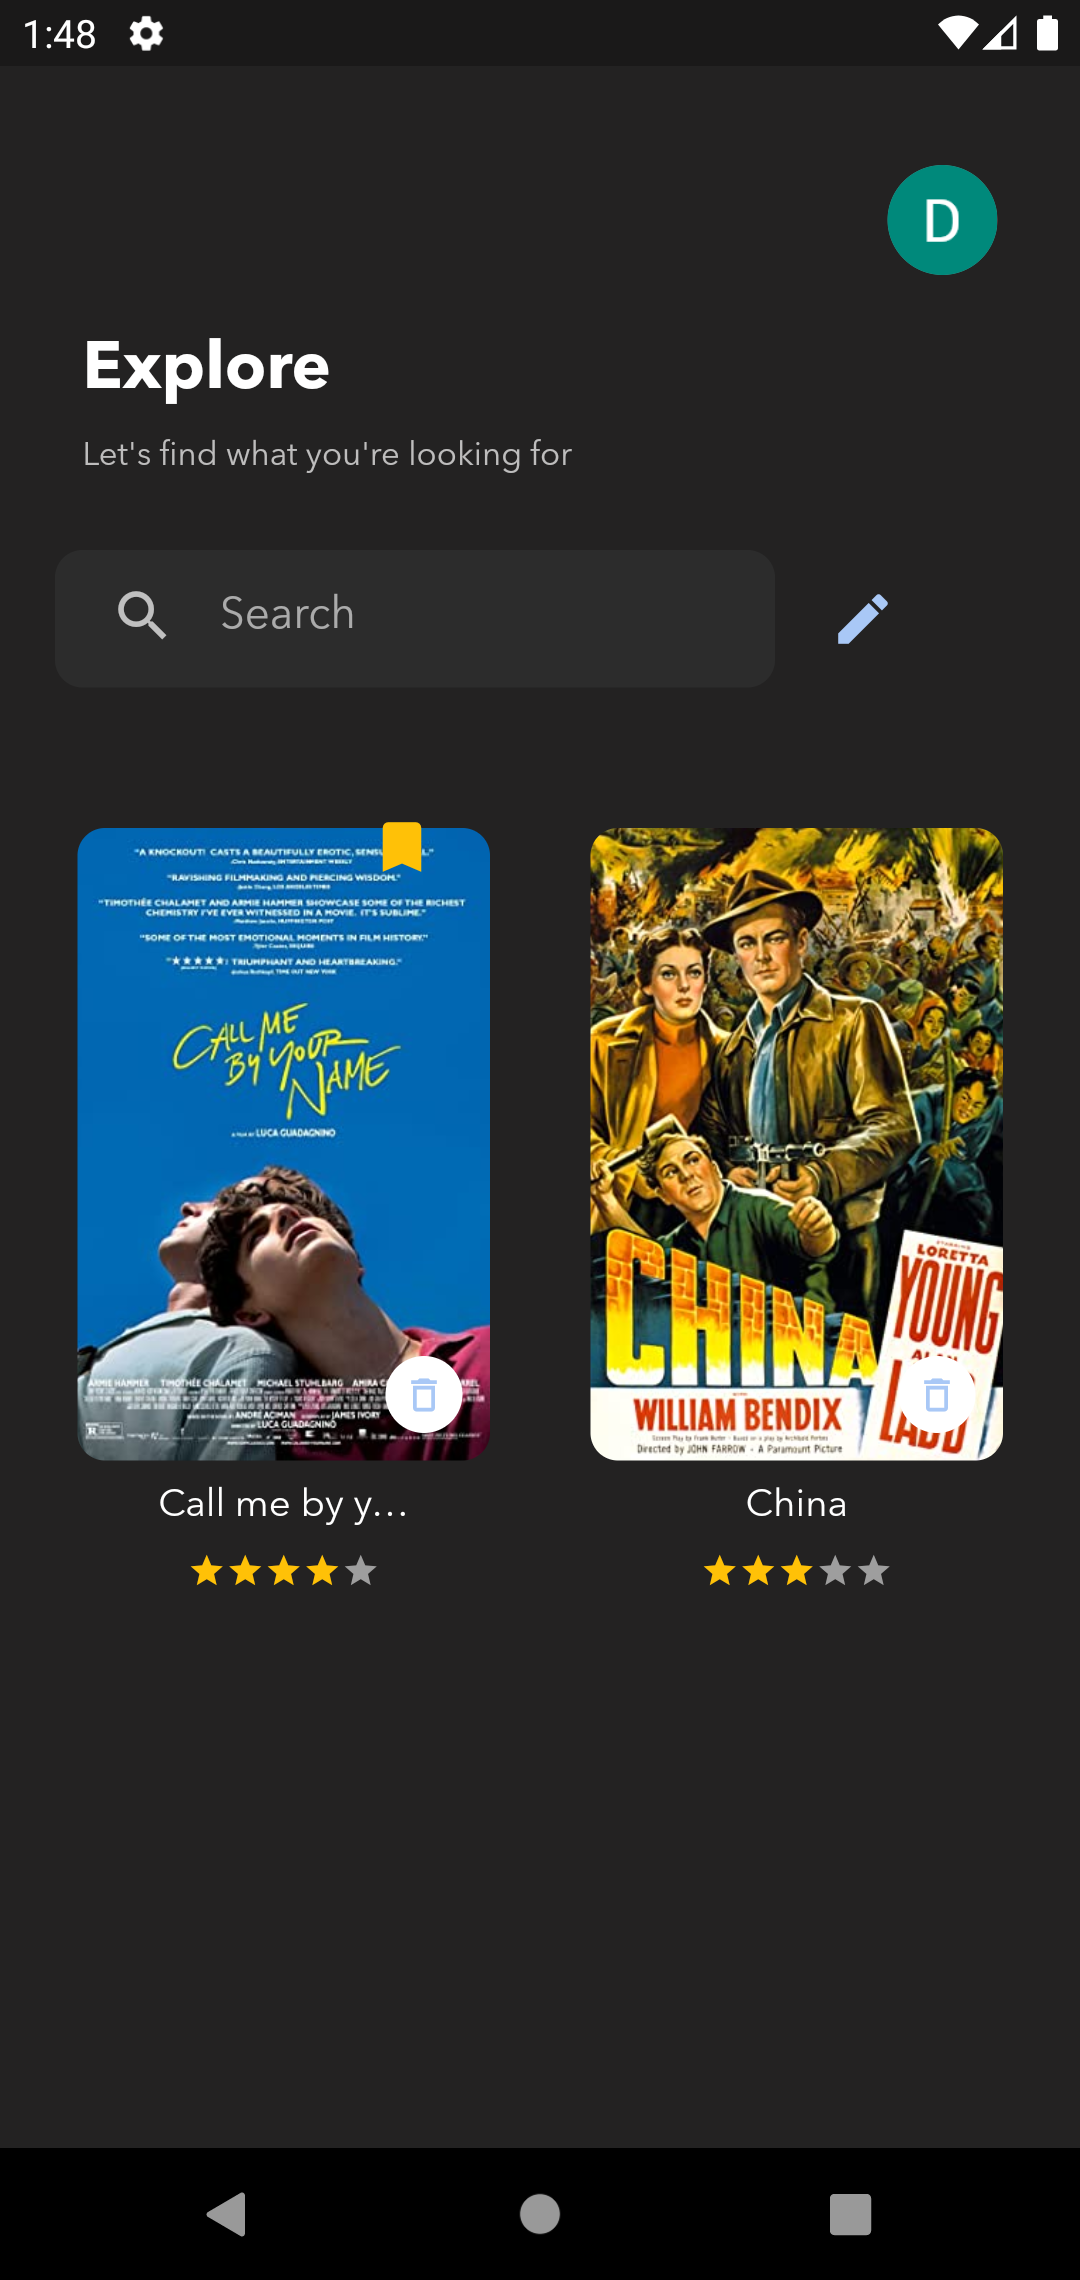 1:48
D
Explore
Let's find what you're looking for
Search
"A KNOCKOUT! CASTS A BEAUTIFULLY EROTIC,
"RAVISHING FILMMAKING AND PIERCING WISDOM."
"TIMOTHÉE CHALAMET AND ARMIE HAMMER SHOWCASE SOME OF THE RICHEST
CHEMISTRY I'VE EVER WITNESSED IN A MOVIE. IT'S SUBLIME."
"SOME OF THE MOST EMOTIONAL MOMENTS IN FILM HISTORY."
"★★★★★! TRIUMPHANT AND HEARTBREAKING."
CALL ME
BY YOUR
NAME
A FILM BY LUCA GUADAGNINO
ARMIE HAMMER TIMOTHÉE CHALAMET MICHAEL STUHLBARG AMIRA
ANDRÉ ACIMAN JAMES IVORY
LUCA GUADAGNINO
R
CHINA
LORETTA
YOUNG
ALAN
LADD
WILLIAM BENDIX
Directed by JOHN FARROW - A Paramount Picture
Call me by y...
China